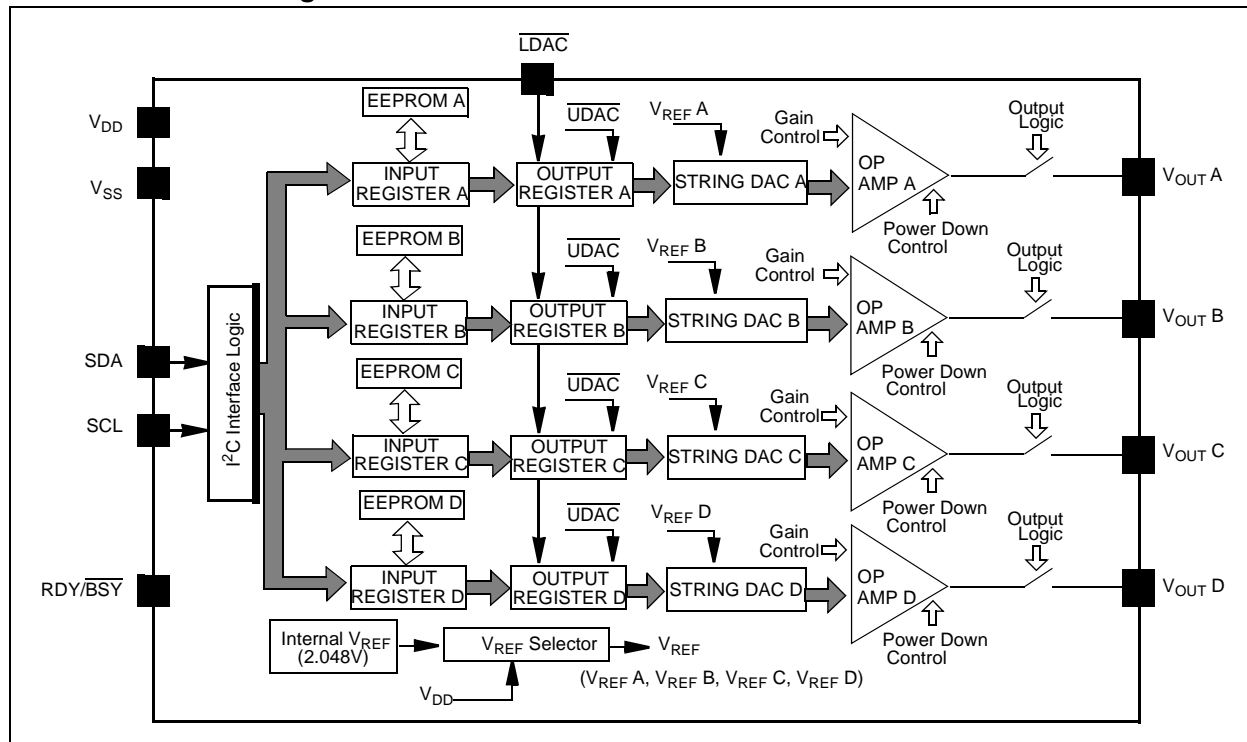 LDAC
EEPROM A
UDAC
VREF A
Gain
Control
Output
Logic
VDD
INPUT
REGISTER A
OUTPUT
REGISTER A
STRING DAC A
OP
AMP A
VOUT A
VSS
Power Down
Control
EEPROM B
UDAC
VREF B
Gain
Control
Output
Logic
INPUT
REGISTER B
OUTPUT
REGISTER B
STRING DAC B
OP
AMP B
VOUT B
Power Down
Control
SDA
SCL
I²C Interface Logic
EEPROM C
UDAC
VREF C
Gain
Control
Output
Logic
INPUT
REGISTER C
OUTPUT
REGISTER C
STRING DAC C
OP
AMP C
VOUT C
Power Down
Control
EEPROM D
UDAC
VREF D
Gain
Control
Output
Logic
RDY/BSY
INPUT
REGISTER D
OUTPUT
REGISTER D
STRING DAC D
OP
AMP D
VOUT D
Power Down
Control
Internal VREF
(2.048V)
VREF Selector
VREF
(VREF A, VREF B, VREF C, VREF D)
VDD